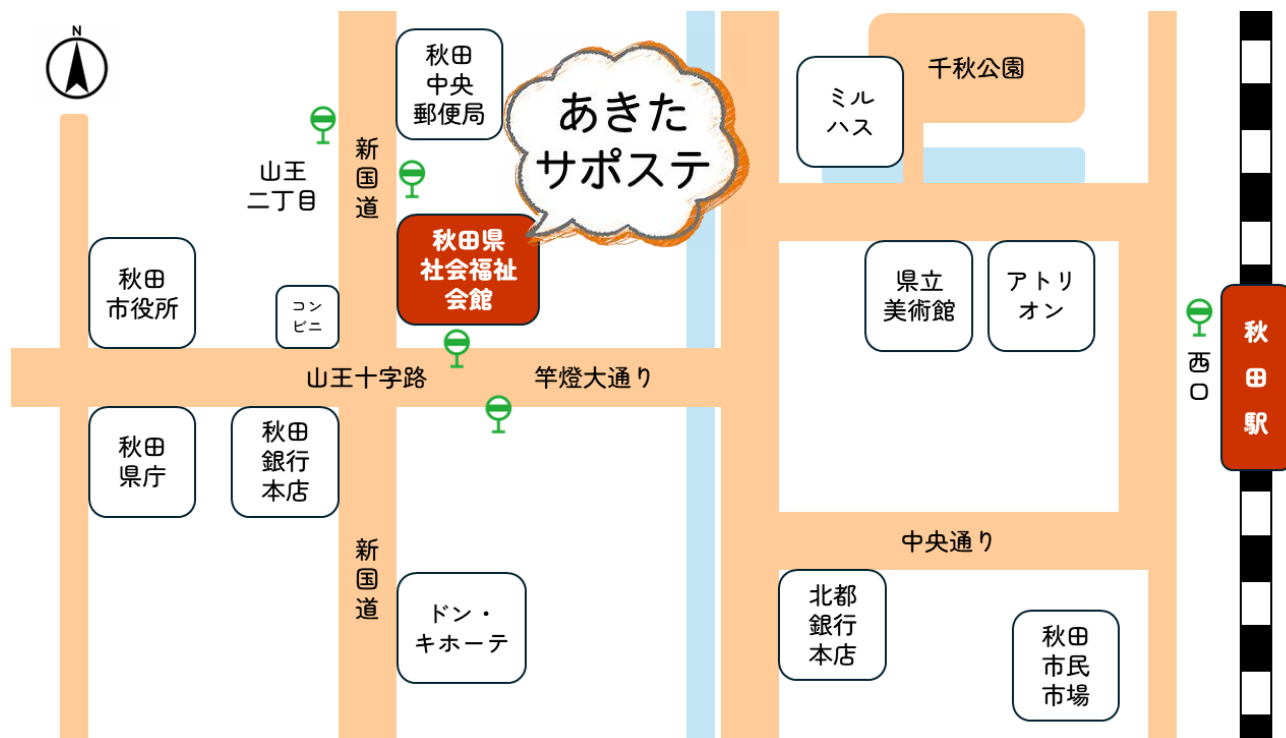 N
秋田
中央
郵便局
あきた
サポステ
ミル
ハス
千秋公園
新国道
山王
二丁目
秋田県
社会福祉
会館
秋田
市役所
コン
ビニ
県立
美術館
アトリ
オン
西口
秋田駅
山王十字路
竿燈大通り
秋田
県庁
秋田
銀行
本店
新国道
中央通り
ドン・
キホーテ
北都
銀行
本店
秋田
市民
市場